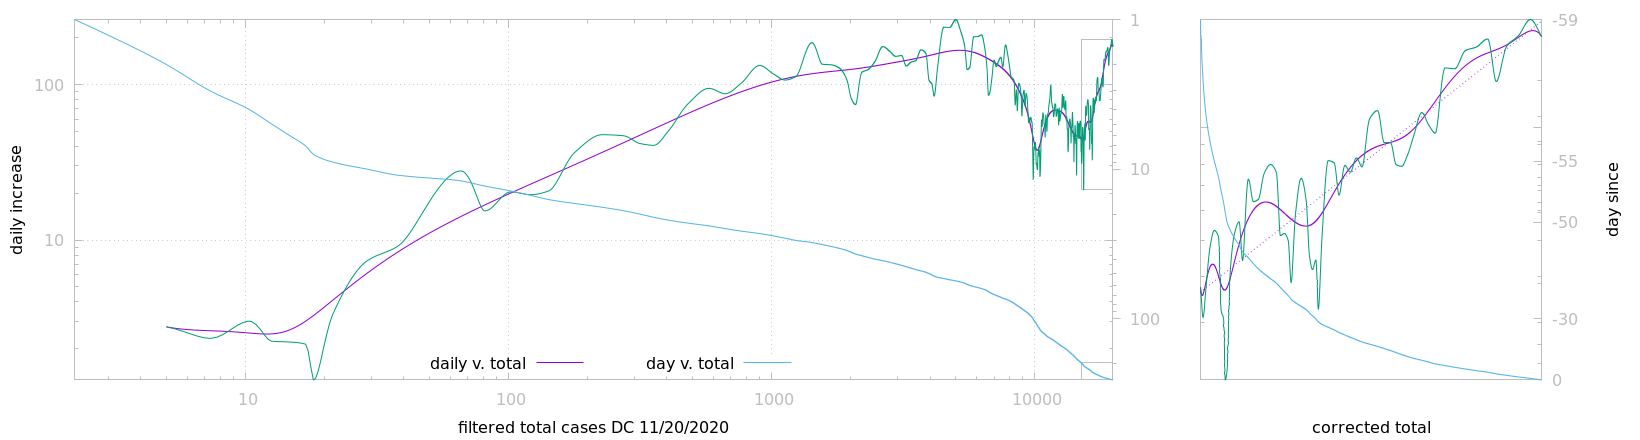 1
-59
100
daily increase
10
-55
10
-50
day since
100
-30
daily v. total
day v. total
0
10
100
1000
10000
filtered total cases DC 11/20/2020
corrected total